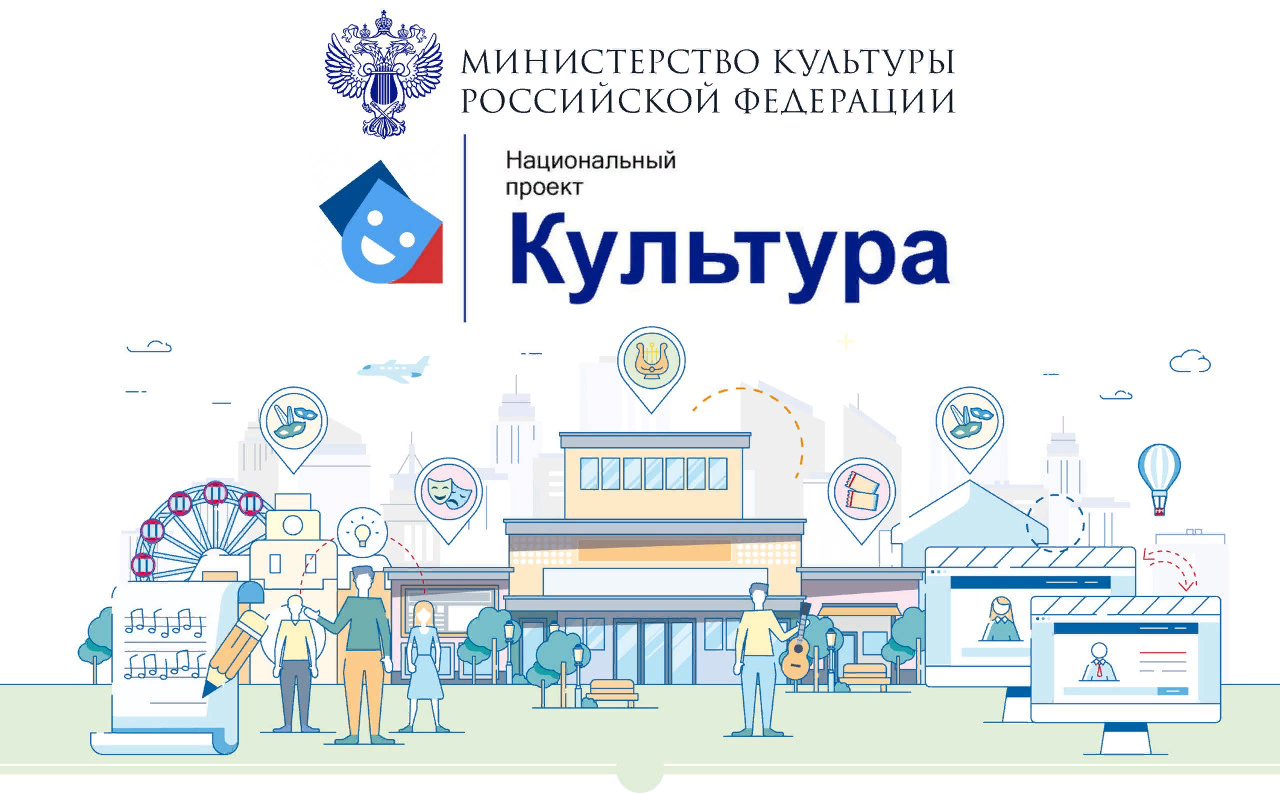 МИНИСТЕРСТВО КУЛЬТУРЫ
РОССИЙСКОЙ ФЕДЕРАЦИИ
Национальный
проект
Культура